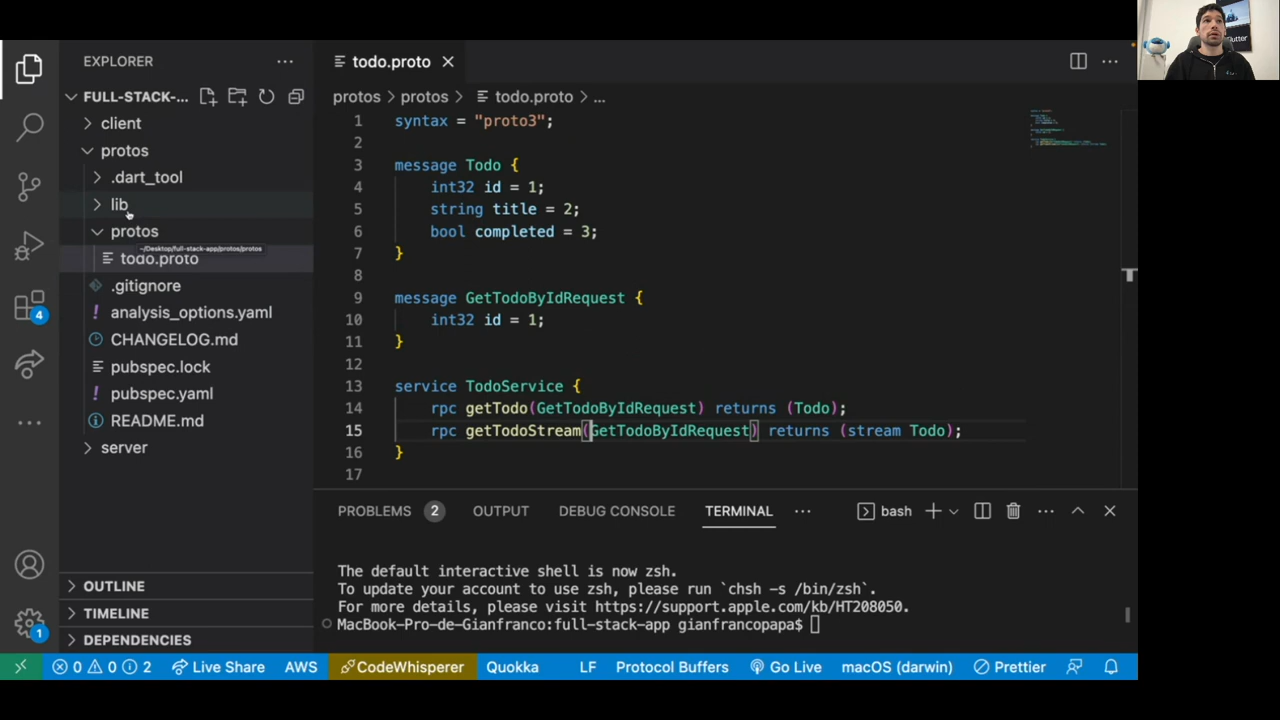 EXPLORER
FULL-STACK-...
client
protos
.dart_tool
lib
protos
~/Desktop/full-stack-app/protos/protos
todo.proto
.gitignore
analysis_options.yaml
CHANGELOG.md
pubspec.lock
pubspec.yaml
README.md
server
OUTLINE
TIMELINE
DEPENDENCIES
4
1
todo.proto
protos > protos > todo.proto > ...
1 syntax = "proto3";
2
3 message Todo {
4 int32 id = 1;
5 string title = 2;
6 bool completed = 3;
7 }
8
9 message GetTodoByIdRequest {
10 int32 id = 1;
11 }
12
13 service TodoService {
14 rpc getTodo(GetTodoByIdRequest) returns (Todo);
15 rpc getTodoStream(GetTodoByIdRequest) returns (stream Todo);
16 }
17
PROBLEMS 2 OUTPUT DEBUG CONSOLE TERMINAL ... bash
The default interactive shell is now zsh.
To update your account to use zsh, please run `chsh -s /bin/zsh`.
For more details, please visit https://support.apple.com/kb/HT208050.
MacBook-Pro-de-Gianfranco:full-stack-app gianfrancopapa$
0 0 2 Live Share AWS CodeWhisperer Quokka LF Protocol Buffers Go Live macOS (darwin) Prettier
Flutter